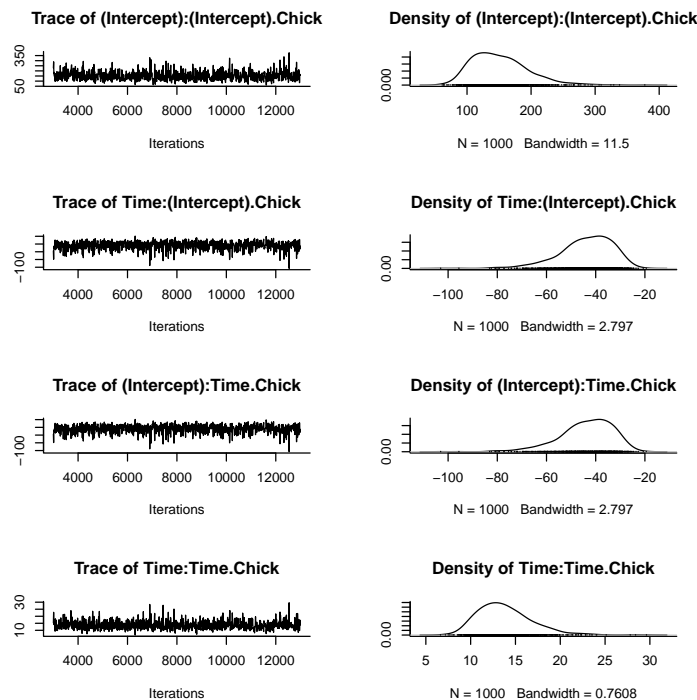 Trace of (Intercept):(Intercept).Chick
50 350
4000 6000 8000 10000 12000
Iterations
Density of (Intercept):(Intercept).Chick
0.000
100 200 300 400
N = 1000 Bandwidth = 11.5
Trace of Time:(Intercept).Chick
−100
4000 6000 8000 10000 12000
Iterations
Density of Time:(Intercept).Chick
0.00
−100 −80 −60 −40 −20
N = 1000 Bandwidth = 2.797
Trace of (Intercept):Time.Chick
−100
4000 6000 8000 10000 12000
Iterations
Density of (Intercept):Time.Chick
0.00
−100 −80 −60 −40 −20
N = 1000 Bandwidth = 2.797
Trace of Time:Time.Chick
10 30
4000 6000 8000 10000 12000
Iterations
Density of Time:Time.Chick
0.00
5 10 15 20 25 30
N = 1000 Bandwidth = 0.7608